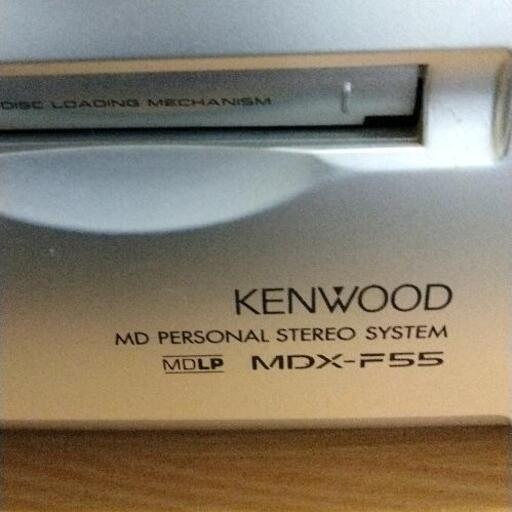 DISC LOADING MECHANISM
KENWOOD
MD PERSONAL STEREO SYSTEM
MDLP MDX-F55